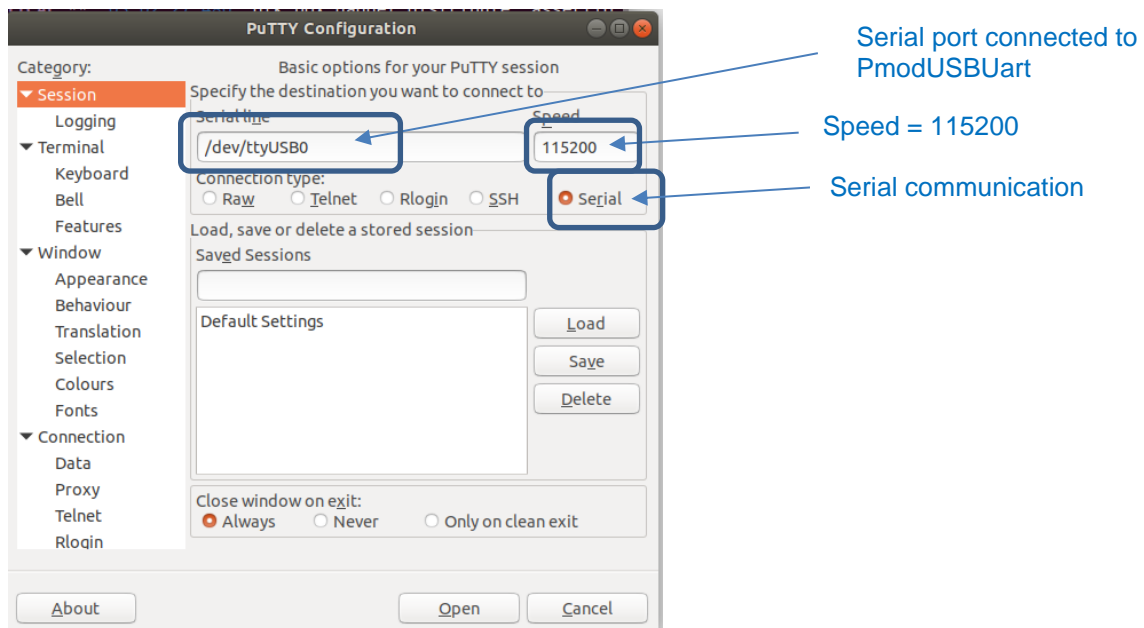 PuTTY Configuration
Category:
Session
Logging
Terminal
Keyboard
Bell
Features
Window
Appearance
Behaviour
Translation
Selection
Colours
Fonts
Connection
Data
Proxy
Telnet
Rlogin
Basic options for your PuTTY session
Specify the destination you want to connect to
Serial line Speed
/dev/ttyUSB0 115200
Connection type:
Raw Telnet Rlogin SSH Serial
Load, save or delete a stored session
Saved Sessions
Default Settings
Load
Save
Delete
Close window on exit:
Always Never Only on clean exit
About Open Cancel
Serial port connected to
PmodUSBUart
Speed = 115200
Serial communication